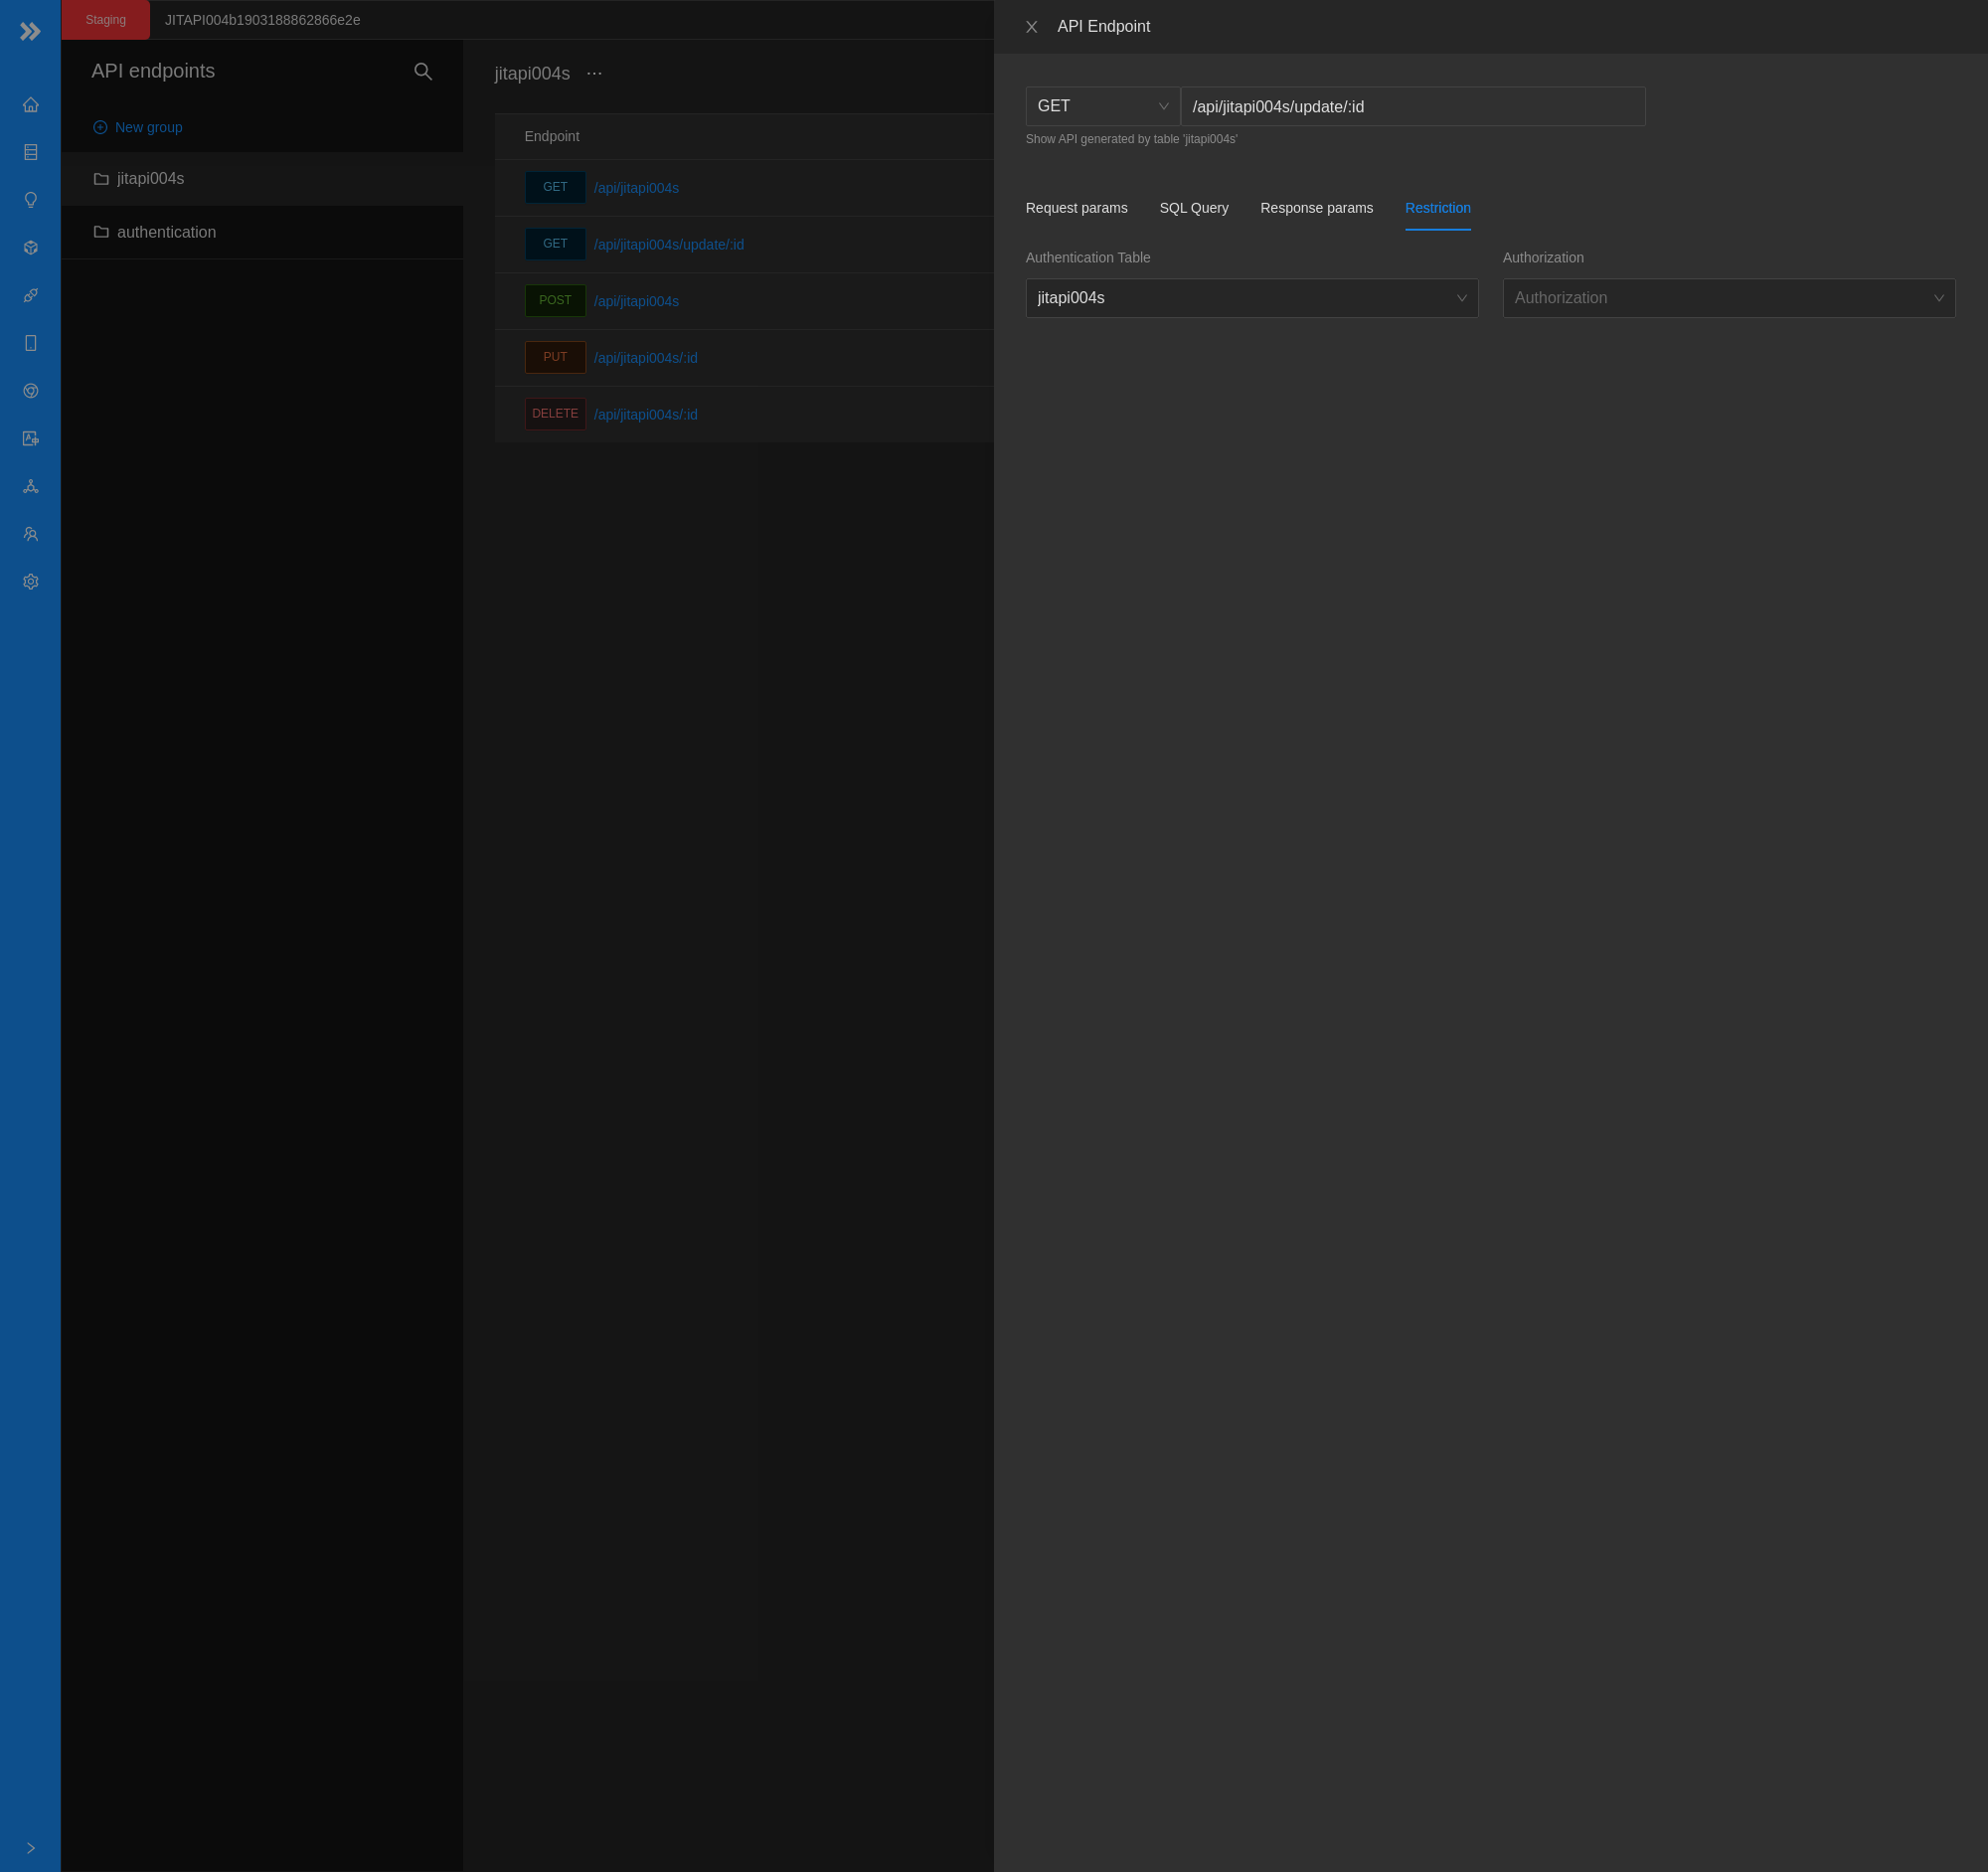 Staging
JITAPI004b1903188862866e2e
API endpoints
New group
jitapi004s
authentication
jitapi004s ···
Endpoint
GET /api/jitapi004s
GET /api/jitapi004s/update/:id
POST /api/jitapi004s
PUT /api/jitapi004s/:id
DELETE /api/jitapi004s/:id
API Endpoint
GET /api/jitapi004s/update/:id
Show API generated by table 'jitapi004s'
Request params SQL Query Response params Restriction
Authentication Table Authorization
jitapi004s Authorization